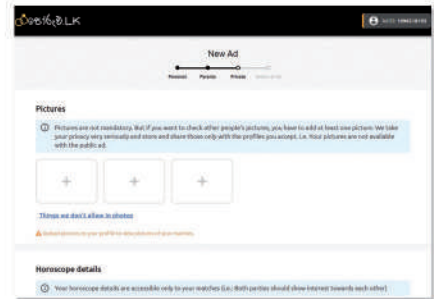 New Ad
Personal Parents Private
Pictures
Pictures are not mandatory. But if you want to check other people's pictures, you have to add at least one picture. We take
your privacy very seriously and store and share those only with the profiles you accept. i.e. Your pictures are not available
with the public ad.
+ + +
Things we don't allow in photos
Horoscope details
Your horoscope details are accessible only to your matches (i.e.: Both parties should show interest towards each other)